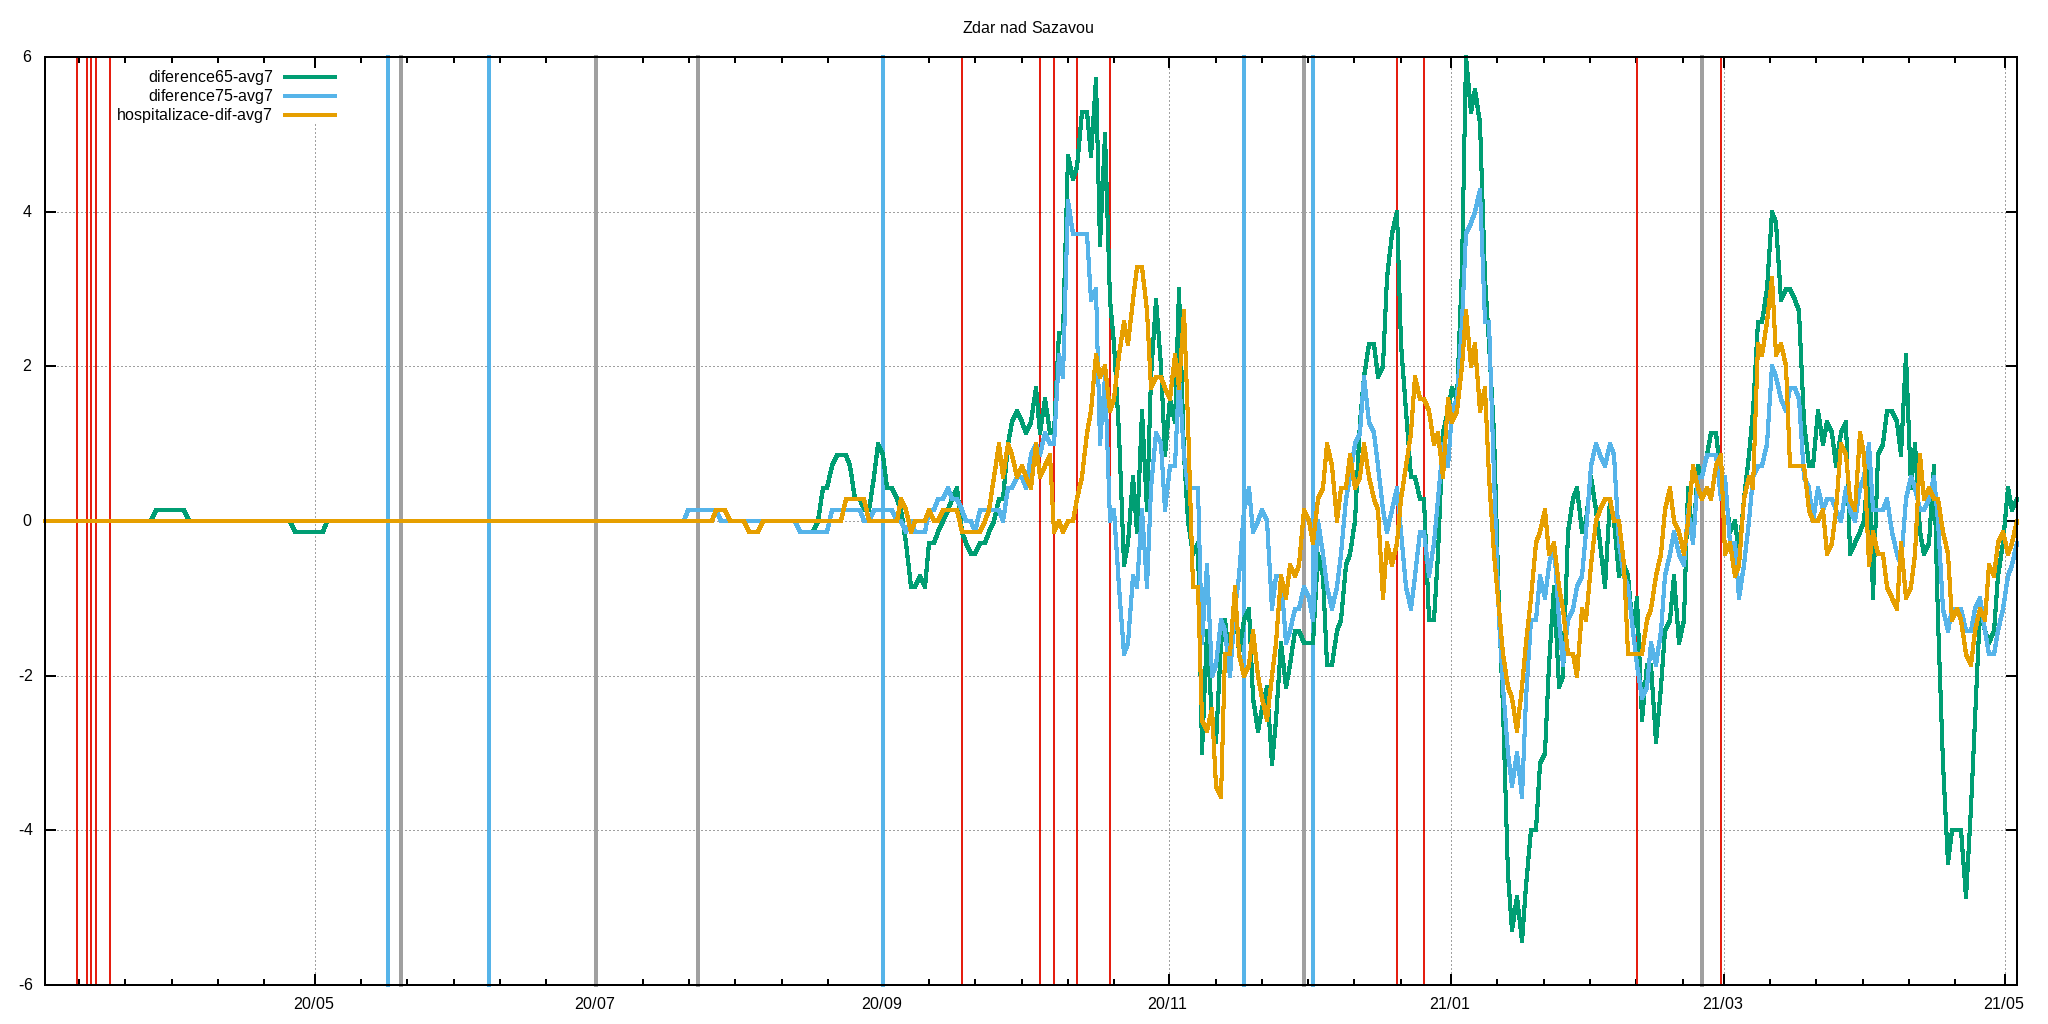 Zdar nad Sazavou
6
4
2
0
-2
-4
-6
diference65-avg7
diference75-avg7
hospitalizace-dif-avg7
20/05 20/07 20/09 20/11 21/01 21/03 21/05